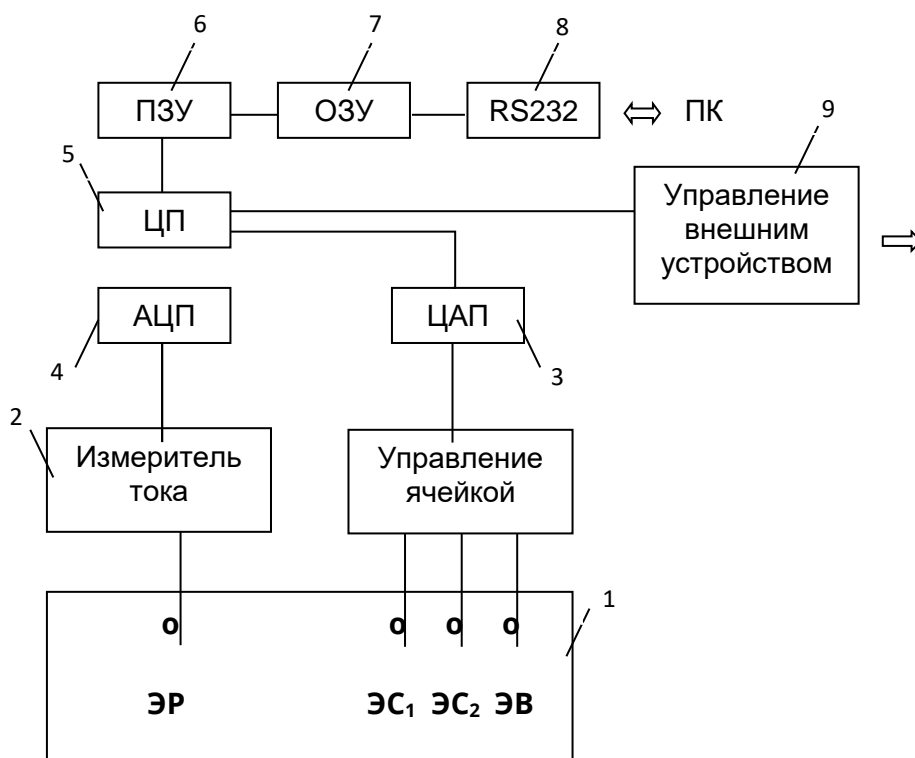 6
7
8
ПЗУ
ОЗУ
RS232
ПК
9
5
ЦП
Управление
внешним
устройством
АЦП
ЦАП
4
3
2
Измеритель
тока
Управление
ячейкой
1
о о о о
ЭР ЭС₁ ЭС₂ ЭВ